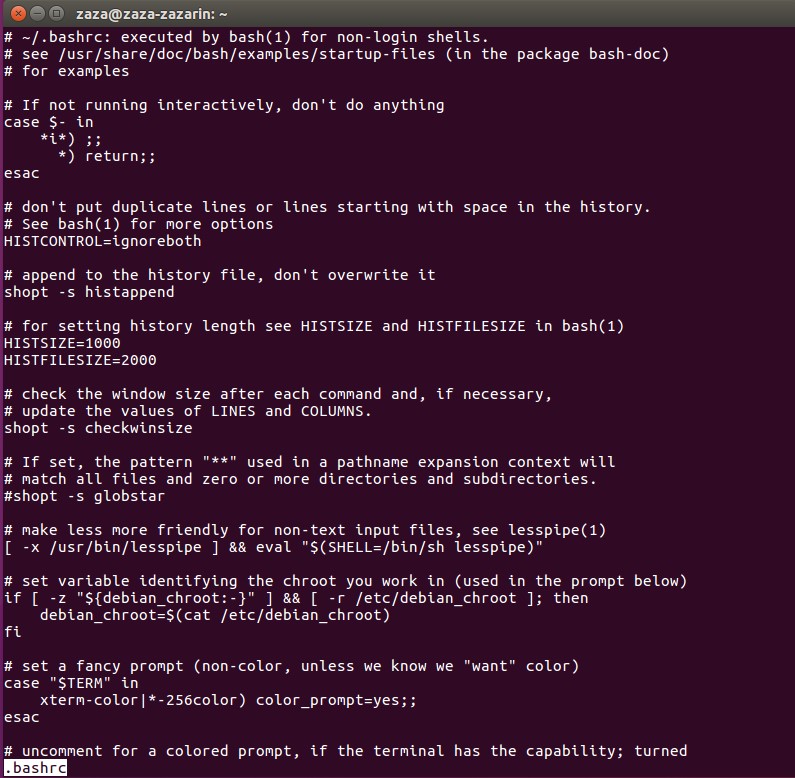 zaza@zaza-zazarin: ~
# ~/.bashrc: executed by bash(1) for non-login shells.
# see /usr/share/doc/bash/examples/startup-files (in the package bash-doc)
# for examples

# If not running interactively, don't do anything
case $- in
    *i*) ;;
      *) return;;
esac

# don't put duplicate lines or lines starting with space in the history.
# See bash(1) for more options
HISTCONTROL=ignoreboth

# append to the history file, don't overwrite it
shopt -s histappend

# for setting history length see HISTSIZE and HISTFILESIZE in bash(1)
HISTSIZE=1000
HISTFILESIZE=2000

# check the window size after each command and, if necessary,
# update the values of LINES and COLUMNS.
shopt -s checkwinsize

# If set, the pattern "**" used in a pathname expansion context will
# match all files and zero or more directories and subdirectories.
#shopt -s globstar

# make less more friendly for non-text input files, see lesspipe(1)
[ -x /usr/bin/lesspipe ] && eval "$(SHELL=/bin/sh lesspipe)"

# set variable identifying the chroot you work in (used in the prompt below)
if [ -z "${debian_chroot:-}" ] && [ -r /etc/debian_chroot ]; then
    debian_chroot=$(cat /etc/debian_chroot)
fi

# set a fancy prompt (non-color, unless we know we "want" color)
case "$TERM" in
    xterm-color|*-256color) color_prompt=yes;;
esac

# uncomment for a colored prompt, if the terminal has the capability; turned
.bashrc